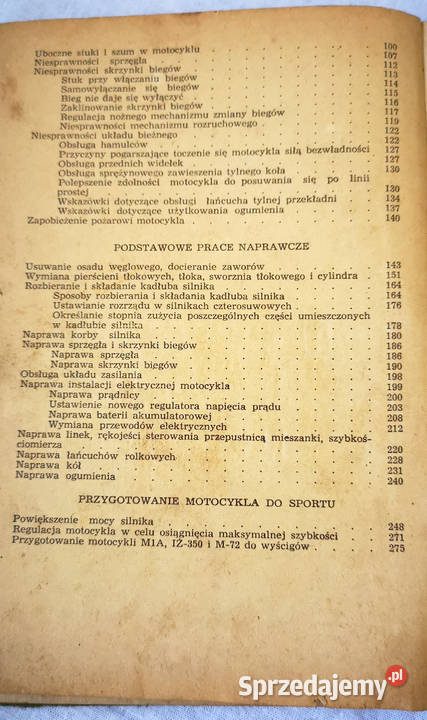 Uboczne stuki i szum w motocyklu . . . . . . . 100
Niesprawności sprzęgła . . . . . . . 107
Niesprawności skrzynki biegów . . . . . . . 112
Stuk przy włączaniu biegów . . . . . . . 113
Samowyłączanie się biegów . . . . . . . 114
Bieg nie daje się wyłączyć . . . . . . . 115
Zaklinowanie skrzynki biegów . . . . . . . 116
Regulacja nożnego mechanizmu zmiany biegów . . . . 117
Niesprawności mechanizmu rozruchowego . . . . . 119
Niesprawności układu bieżnego . . . . . . . 122
Obsługa hamulców . . . . . . . 122
Przyczyny pogarszające toczenie się motocykla siłą bezwładności 127
Obsługa przednich widełek . . . . . . . 127
Obsługa sprężynowego zawieszenia tylnego koła . . . . 130
Polepszenie zdolności motocykla do posuwania się po linii
prostej . . . . . . . 130
Wskazówki dotyczące obsługi łańcucha tylnej przekładni . 134
Wskazówki dotyczące użytkowania ogumienia . . . . 137
Zapobieżenie pożarowi motocykla . . . . . . . 140
PODSTAWOWE PRACE NAPRAWCZE
Usuwanie osadu węglowego, docieranie zaworów . . . . 143
Wymiana pierścieni tłokowych, tłoka, sworznia tłokowego i cylindra . 151
Rozbieranie i składanie kadłuba silnika . . . . . . 164
Sposoby rozbierania i składania kadłuba silnika . . . . 164
Ustawianie rozrządu w silnikach czterosuwowych . . . . 176
Określanie stopnia zużycia poszczególnych części umieszczonych
w kadłubie silnika . . . . . . . 178
Naprawa korby silnika . . . . . . . 180
Naprawa sprzęgła i skrzynki biegów . . . . . . . 186
Naprawa sprzęgła . . . . . . . 186
Naprawa skrzynki biegów . . . . . . . 190
Obsługa układu zasilania . . . . . . . 198
Naprawa instalacji elektrycznej motocykla . . . . . . 199
Naprawa prądnicy . . . . . . . 200
Ustawienie nowego regulatora napięcia prądu . . . . 203
Naprawa baterii akumulatorowej . . . . . . . 208
Wymiana przewodów elektrycznych . . . . . . . 212
Naprawa linek, rękojeści sterowania przepustnicą mieszanki, szybkoś-
ciomierza . . . . . . . 220
Naprawa łańcuchów rolkowych . . . . . . . 228
Naprawa kół . . . . . . . 231
Naprawa ogumienia . . . . . . . 240
PRZYGOTOWANIE MOTOCYKLA DO SPORTU
Powiększenie mocy silnika . . . . . . . 248
Regulacja motocykla w celu osiągnięcia maksymalnej szybkości . . 271
Przygotowanie motocykli M1A, IŻ-350 i M-72 do wyścigów . . . . 275
Sprzedajemy.pl